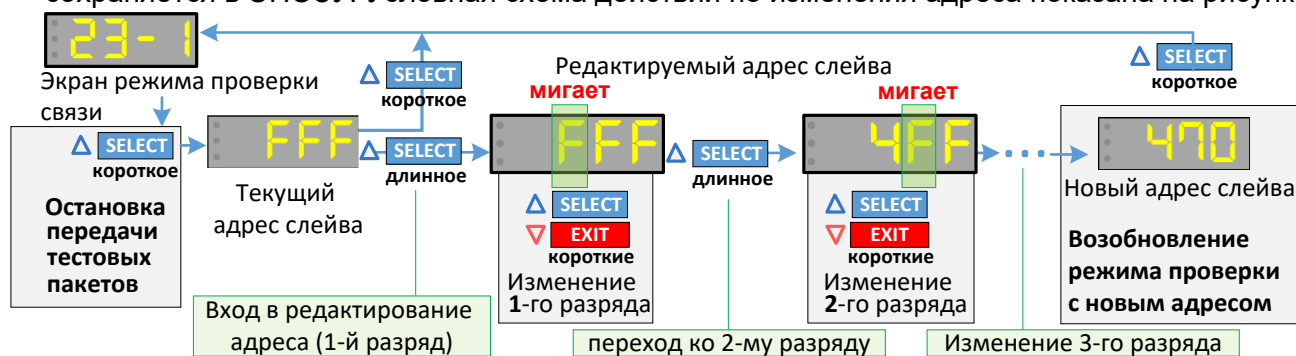 сохраняется в
Условная схема действий по изменения адреса показана на рисунк
23-1
Экран режима проверки
связи
SELECT
короткое
Остановка
передачи
тестовых
пакетов
FFF
Текущий
адрес слейва
SELECT
короткое
SELECT
длинное
Вход в редактирование
адреса (1-й разряд)
Редактируемый адрес слейва
мигает
FFF
SELECT
EXIT
короткие
Изменение
1-го разряда
SELECT
длинное
переход ко 2-му разряду
мигает
4FF
SELECT
EXIT
короткие
Изменение
2-го разряда
Изменение 3-го разряда
SELECT
короткое
470
Новый адрес слейва
Возобновление
режима проверки
с новым адресом